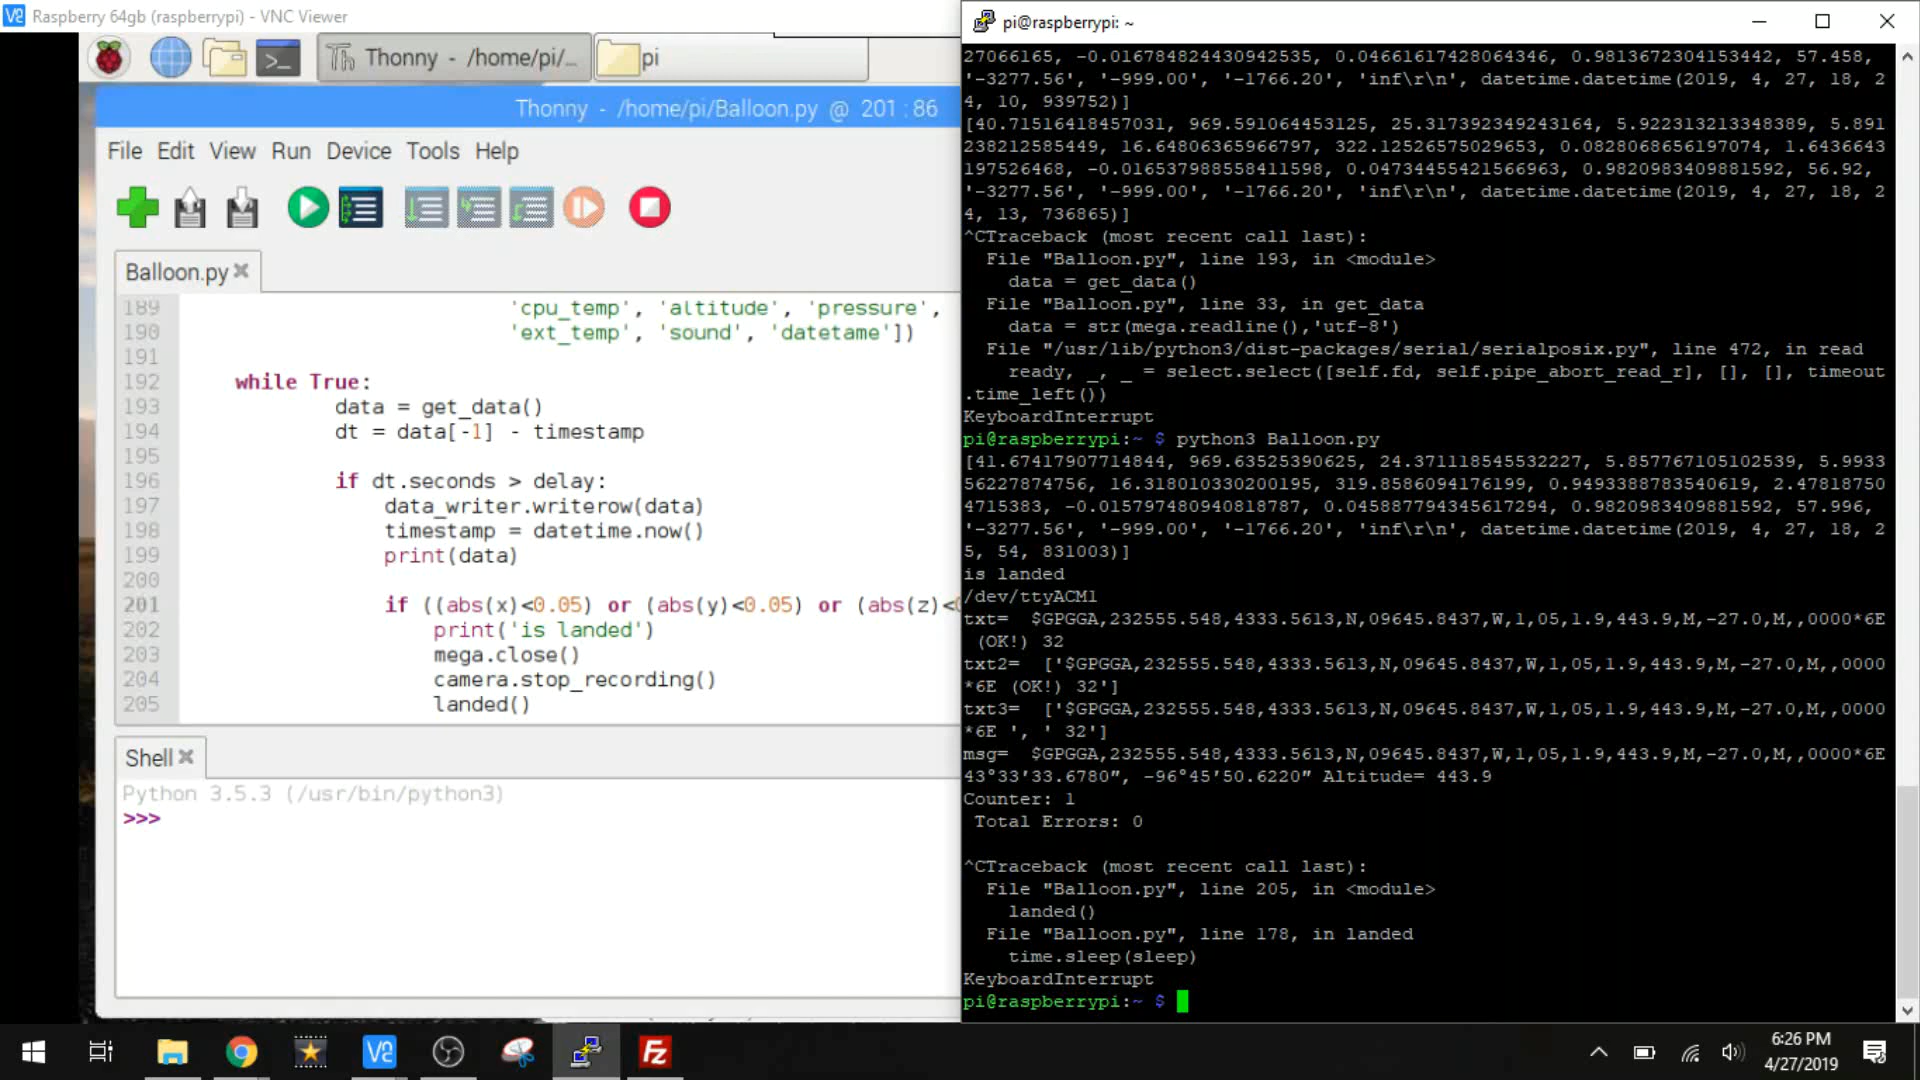 Raspberry 64gb (raspberrypi) - VNC Viewer
Thonny - /home/pi/...
pi
Thonny - /home/pi/Balloon.py @ 201 : 86
File Edit View Run Device Tools Help
Balloon.py
189 'cpu_temp', 'altitude', 'pressure',
190 'ext_temp', 'sound', 'datetame'])
191
192 while True:
193 data = get_data()
194 dt = data[-1] - timestamp
195
196 if dt.seconds > delay:
197 data_writer.writerow(data)
198 timestamp = datetime.now()
199 print(data)
200
201 if ((abs(x)<0.05) or (abs(y)<0.05) or (abs(z)<
202 print('is landed')
203 mega.close()
204 camera.stop_recording()
205 landed()
Shell
Python 3.5.3 (/usr/bin/python3)
>>>
pi@raspberrypi: ~
27066165, -0.016784824430942535, 0.04661617428064346, 0.9813672304153442, 57.458,
'-3277.56', '-999.00', '-1766.20', 'inf\r\n', datetime.datetime(2019, 4, 27, 18, 2
4, 10, 939752)]
[40.71516418457031, 969.591064453125, 25.317392349243164, 5.922313213348389, 5.891
238212585449, 16.64806365966797, 322.12526575029653, 0.0828068656197074, 1.6436643
197526468, -0.016537988558411598, 0.04734455421566963, 0.9820983409881592, 56.92,
'-3277.56', '-999.00', '-1766.20', 'inf\r\n', datetime.datetime(2019, 4, 27, 18, 2
4, 13, 736865)]
^CTraceback (most recent call last):
File "Balloon.py", line 193, in <module>
data = get_data()
File "Balloon.py", line 33, in get_data
data = str(mega.readline(),'utf-8')
File "/usr/lib/python3/dist-packages/serial/serialposix.py", line 472, in read
ready, _, _ = select.select([self.fd, self.pipe_abort_read_r], [], [], timeout
.time_left())
KeyboardInterrupt
pi@raspberrypi:~ $ python3 Balloon.py
[41.67417907714844, 969.63525390625, 24.371118545532227, 5.857767105102539, 5.9933
56227874756, 16.318010330200195, 319.8586094176199, 0.9493388783540619, 2.47818750
4715383, -0.015797480940818787, 0.045887794345617294, 0.9820983409881592, 57.996,
'-3277.56', '-999.00', '-1766.20', 'inf\r\n', datetime.datetime(2019, 4, 27, 18, 2
5, 54, 831003)]
is landed
/dev/ttyACM1
txt= $GPGGA,232555.548,4333.5613,N,09645.8437,W,1,05,1.9,443.9,M,-27.0,M,,0000*6E
(OK!) 32
txt2= ['$GPGGA,232555.548,4333.5613,N,09645.8437,W,1,05,1.9,443.9,M,-27.0,M,,0000
*6E (OK!) 32']
txt3= ['$GPGGA,232555.548,4333.5613,N,09645.8437,W,1,05,1.9,443.9,M,-27.0,M,,0000
*6E ', ' 32']
msg= $GPGGA,232555.548,4333.5613,N,09645.8437,W,1,05,1.9,443.9,M,-27.0,M,,0000*6E
43°33'33.6780", -96°45'50.6220" Altitude= 443.9
Counter: 1
Total Errors: 0
^CTraceback (most recent call last):
File "Balloon.py", line 205, in <module>
landed()
File "Balloon.py", line 178, in landed
time.sleep(sleep)
KeyboardInterrupt
pi@raspberrypi:~ $
6:26 PM
4/27/2019